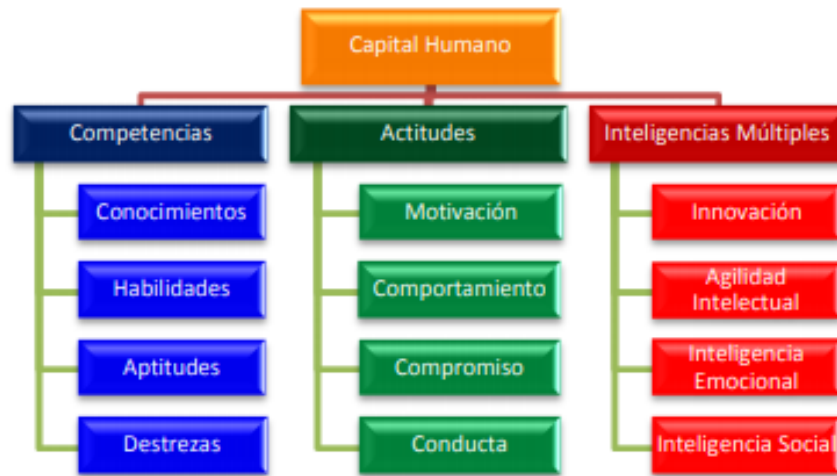 Capital Humano
Competencias
Actitudes
Inteligencias Múltiples
Conocimientos
Motivación
Innovación
Habilidades
Comportamiento
Agilidad
Intelectual
Aptitudes
Compromiso
Inteligencia
Emocional
Destrezas
Conducta
Inteligencia Social